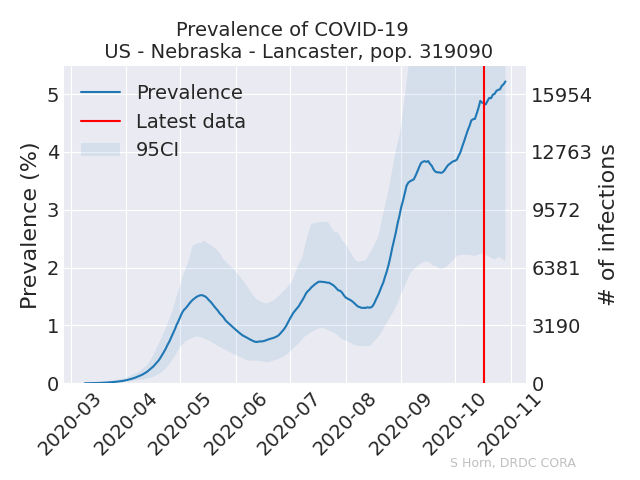 Prevalence of COVID-19
US - Nebraska - Lancaster, pop. 319090
Prevalence
Latest data
95CI
Prevalence (%)
5
4
3
2
1
0
15954
12763
9572
6381
3190
0
# of infections
2020-03
2020-04
2020-05
2020-06
2020-07
2020-08
2020-09
2020-10
2020-11
S Horn, DRDC CORA